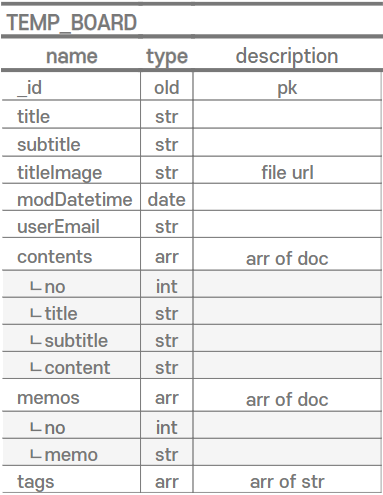 TEMP_BOARD
name type description
_id old pk
title str
subtitle str
titleImage str file url
modDatetime date
userEmail str
contents arr arr of doc
ㄴno int
ㄴtitle str
ㄴsubtitle str
ㄴcontent str
memos arr arr of doc
ㄴno int
ㄴmemo str
tags arr arr of str